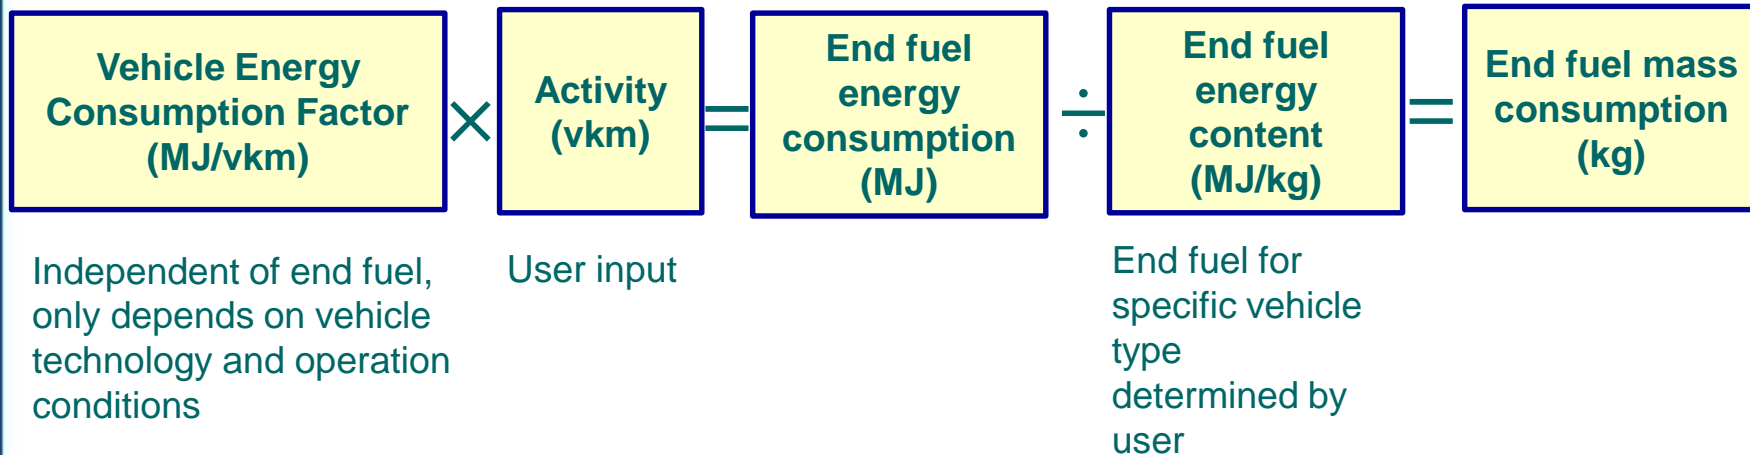 Vehicle Energy
Consumption Factor
(MJ/vkm)
×
Activity
(vkm)
=
End fuel
energy
consumption
(MJ)
÷
End fuel
energy
content
(MJ/kg)
=
End fuel mass
consumption
(kg)
Independent of end fuel,
only depends on vehicle
technology and operation
conditions
User input
End fuel for
specific vehicle
type
determined by
user